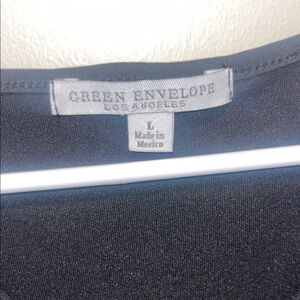 GREEN ENVELOPE
LOS ANGELES
L
Made in
Mexico